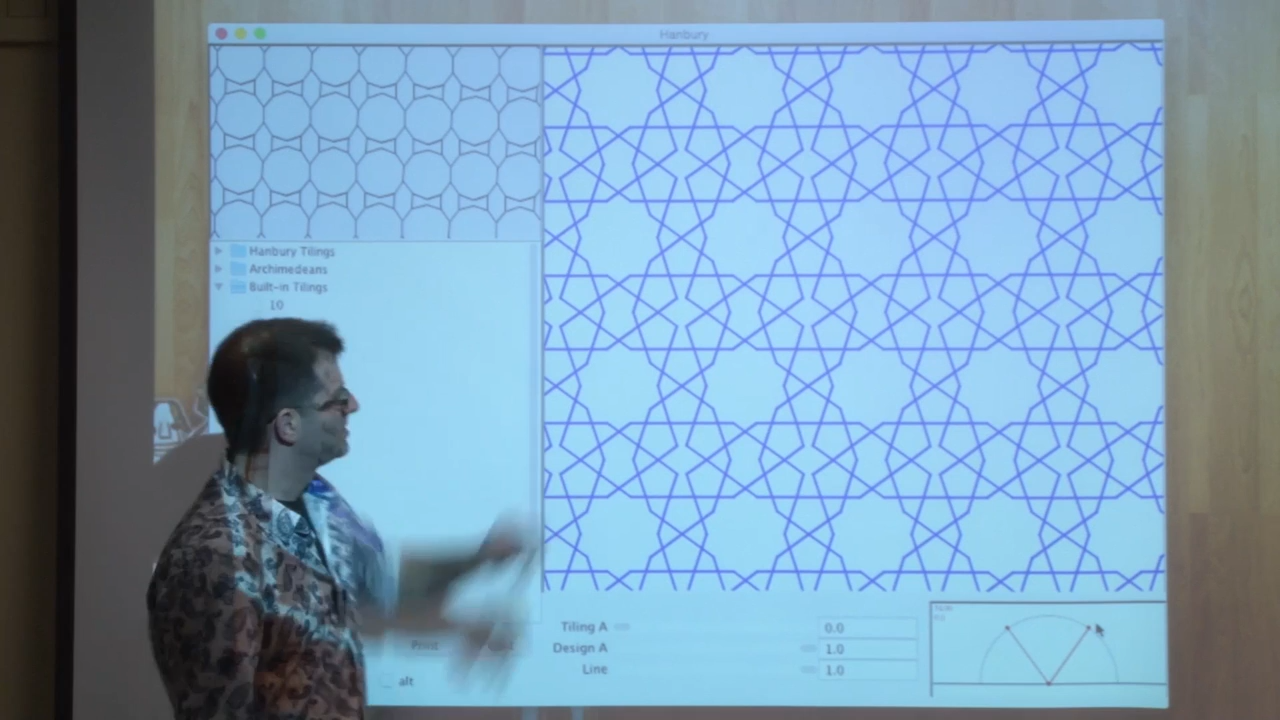 Hanbury
Hanbury Tilings
Archimedeans
Built-in Tilings
10
Tiling A
0.0
Design A
1.0
Line
1.0
alt